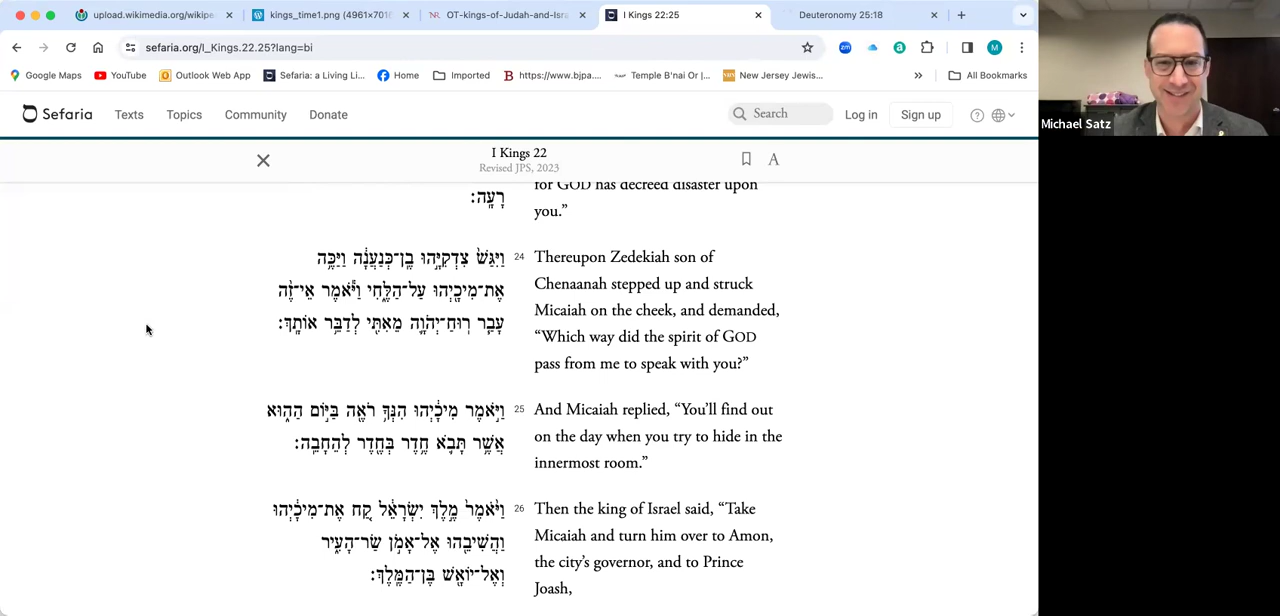 upload.wikimedia.org/wikipe
kings_time1.png (4961×701
OT-kings-of-Judah-and-Isra
I Kings 22:25
Deuteronomy 25:18
sefaria.org/I_Kings.22.25?lang=bi
Google Maps
YouTube
Outlook Web App
Sefaria: a Living Li...
Home
Imported
https://www.bjpa....
Temple B'nai Or |...
New Jersey Jewis...
All Bookmarks
Sefaria
Texts
Topics
Community
Donate
Search
Log in
Sign up
I Kings 22
Revised JPS, 2023
A
רָעָֽה׃
for GOD has decreed disaster upon
you.”
וַיִּגַּשׁ֙ צִדְקִיָּ֣הוּ בֶֽן־כְּנַעֲנָ֔ה וַיַּכֶּ֥ה
אֶת־מִיכָ֖יְהוּ עַל־הַלֶּ֑חִי וַיֹּ֕אמֶר אֵי־זֶ֨ה
עָבַ֧ר רֽוּחַ־יְהֹוָ֛ה מֵאִתִּ֖י לְדַבֵּ֥ר אוֹתָֽךְ׃
24
Thereupon Zedekiah son of
Chenaanah stepped up and struck
Micaiah on the cheek, and demanded,
“Which way did the spirit of GOD
pass from me to speak with you?”
וַיֹּ֣אמֶר מִיכָ֔יְהוּ הִנְּךָ֥ רֹאֶ֖ה בַּיּ֣וֹם הַה֑וּא
אֲשֶׁ֥ר תָּבֹ֛א חֶ֥דֶר בְּחֶ֖דֶר לְהֵחָבֵֽה׃
25
And Micaiah replied, “You’ll find out
on the day when you try to hide in the
innermost room.”
וַיֹּ֙אמֶר֙ מֶ֣לֶךְ יִשְׂרָאֵ֔ל קַ֚ח אֶת־מִיכָ֔יְהוּ
וַהֲשִׁיבֵ֖הוּ אֶל־אָמֹ֣ן שַׂר־הָעִ֑יר
וְאֶל־יוֹאָ֖שׁ בֶּן־הַמֶּֽלֶךְ׃
26
Then the king of Israel said, “Take
Micaiah and turn him over to Amon,
the city’s governor, and to Prince
Joash,
Michael Satz